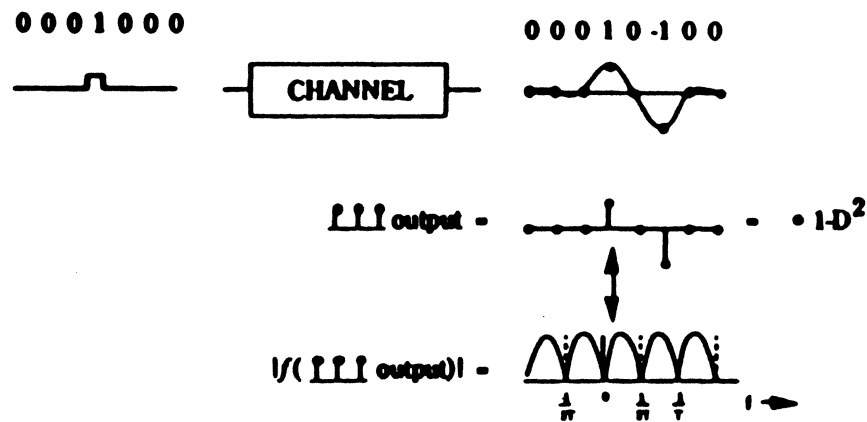 0 0 0 1 0 0 0
0 0 0 1 0 -1 0 0
CHANNEL
output = = • 1-D²
|f( output)| =
0 t